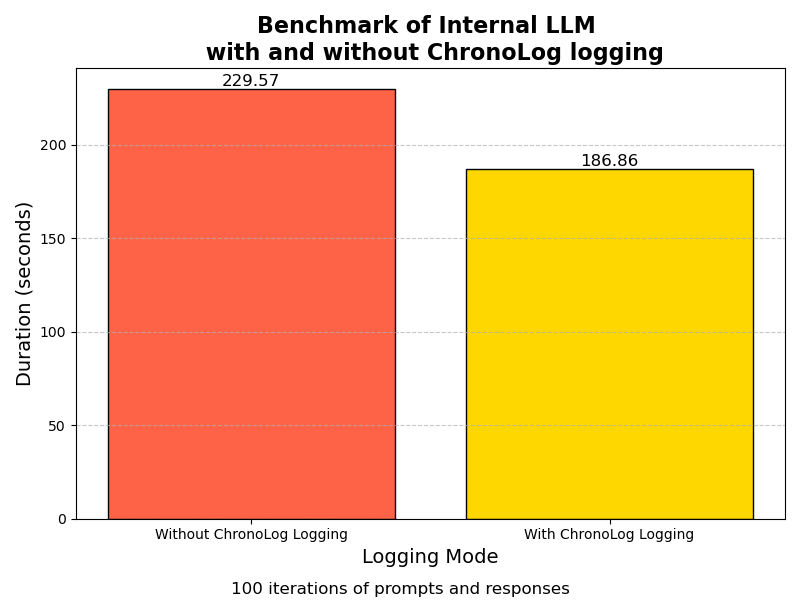 Benchmark of Internal LLM
with and without ChronoLog logging
229.57
186.86
200
150
100
50
0
Duration (seconds)
Without ChronoLog Logging
With ChronoLog Logging
Logging Mode
100 iterations of prompts and responses